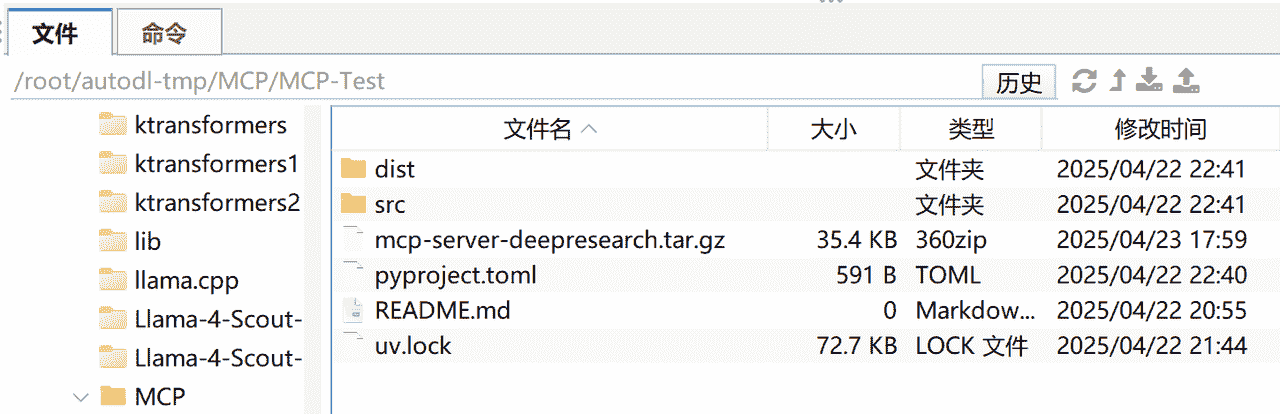 文件 命令
/root/autodl-tmp/MCP/MCP-Test 历史
ktransformers
ktransformers1
ktransformers2
lib
llama.cpp
Llama-4-Scout-
Llama-4-Scout-
MCP
文件名 大小 类型 修改时间
dist 文件夹 2025/04/22 22:41
src 文件夹 2025/04/22 22:41
mcp-server-deepresearch.tar.gz 35.4 KB 360zip 2025/04/23 17:59
pyproject.toml 591 B TOML 2025/04/22 22:40
README.md 0 Markdow... 2025/04/22 20:55
uv.lock 72.7 KB LOCK 文件 2025/04/22 21:44